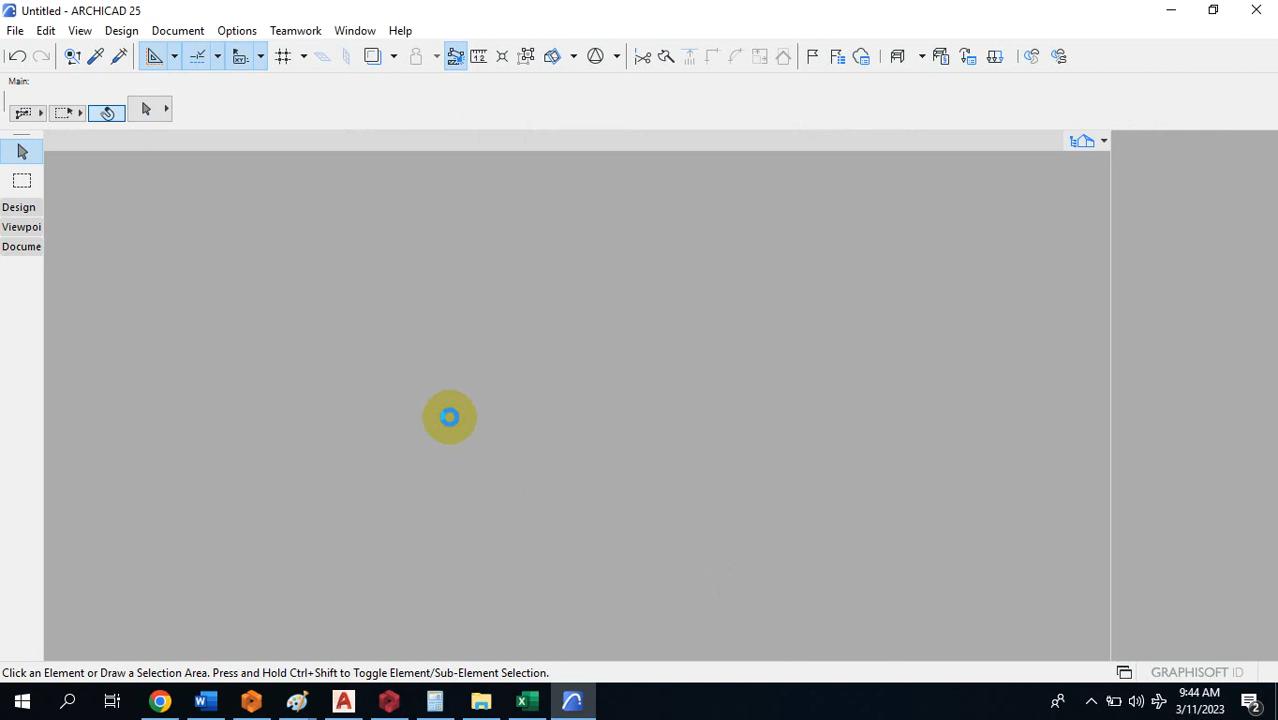 Untitled - ARCHICAD 25
File Edit View Design Document Options Teamwork Window Help
Main:
Design
Viewpoi
Docume
Click an Element or Draw a Selection Area. Press and Hold Ctrl+Shift to Toggle Element/Sub-Element Selection.
GRAPHISOFT ID
9:44 AM
3/11/2023
2